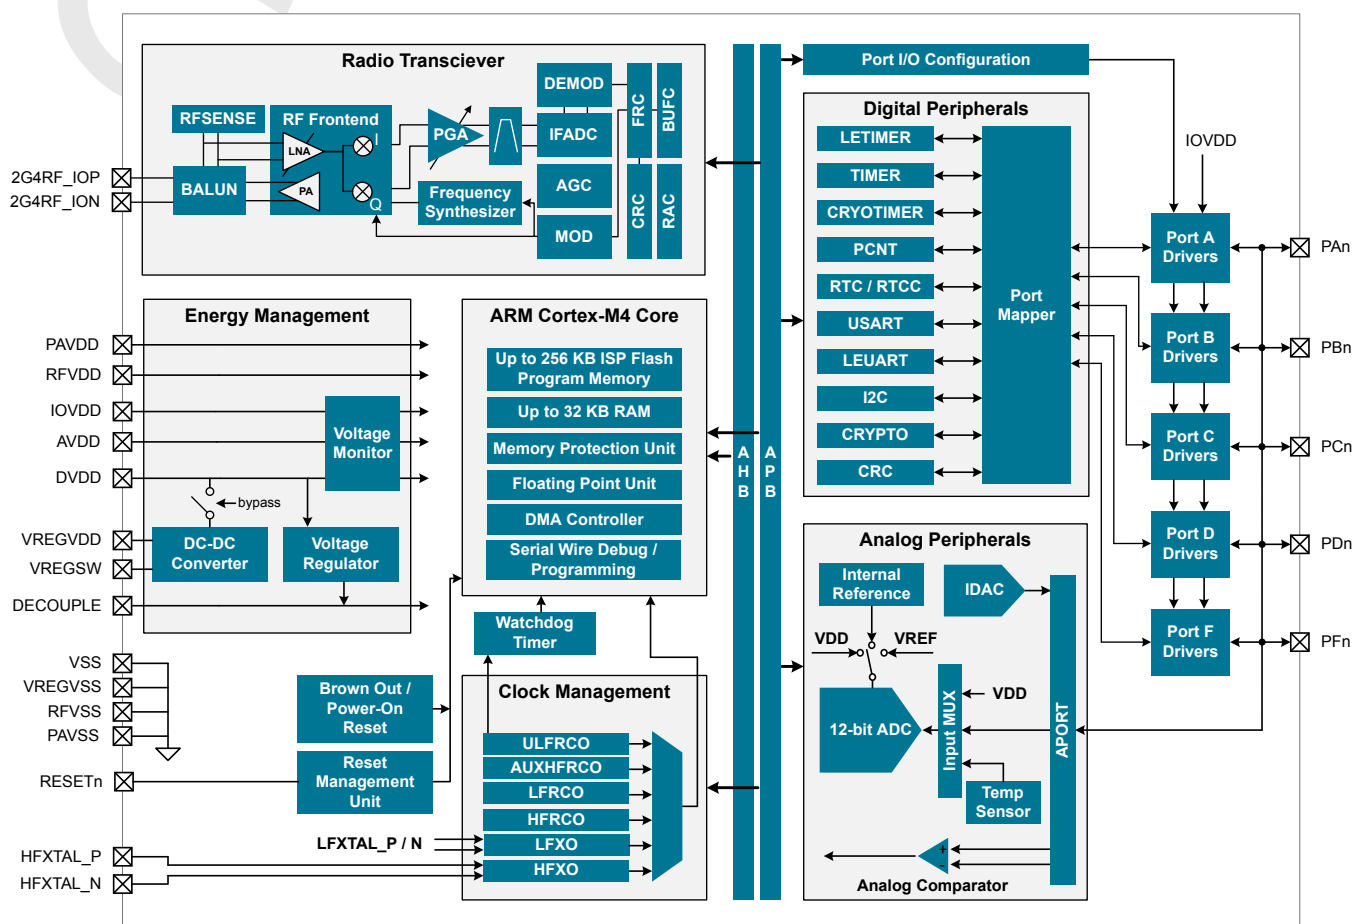 Radio Transciever
RFSENSE
RF Frontend
LNA
I
PA
Q
BALUN
2G4RF_IOP
2G4RF_ION
PGA
Frequency
Synthesizer
DEMOD
IFADC
AGC
MOD
FRC
BUFC
CRC
RAC
Energy Management
PAVDD
RFVDD
IOVDD
AVDD
DVDD
VREGVDD
VREGSW
DECOUPLE
Voltage
Monitor
bypass
DC-DC
Converter
Voltage
Regulator
VSS
VREGVSS
RFVSS
PAVSS
RESETn
HFXTAL_P
HFXTAL_N
Brown Out /
Power-On
Reset
Reset
Management
Unit
LFXTAL_P / N
ARM Cortex-M4 Core
Up to 256 KB ISP Flash
Program Memory
Up to 32 KB RAM
Memory Protection Unit
Floating Point Unit
DMA Controller
Serial Wire Debug /
Programming
Watchdog
Timer
Clock Management
ULFRCO
AUXHFRCO
LFRCO
HFRCO
LFXO
HFXO
AHB
APB
Port I/O Configuration
Digital Peripherals
LETIMER
TIMER
CRYOTIMER
PCNT
RTC / RTCC
USART
LEUART
I2C
CRYPTO
CRC
Port
Mapper
Analog Peripherals
Internal
Reference
IDAC
VDD
VREF
12-bit ADC
Input MUX
VDD
Temp
Sensor
APORT
+
-
Analog Comparator
IOVDD
Port A
Drivers
Port B
Drivers
Port C
Drivers
Port D
Drivers
Port F
Drivers
PAn
PBn
PCn
PDn
PFn